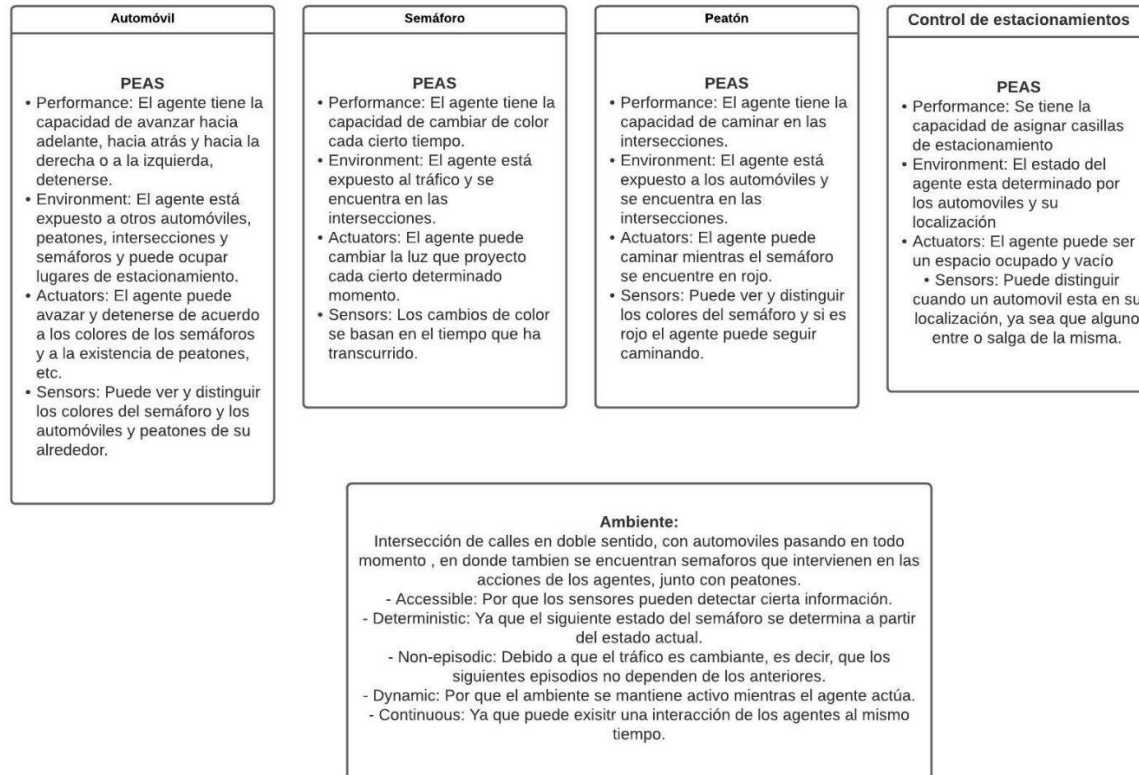 Automóvil
PEAS
• Performance: El agente tiene la
capacidad de avanzar hacia
adelante, hacia atrás y hacia la
derecha o a la izquierda,
detenerse.
• Environment: El agente está
expuesto a otros automóviles,
peatones, intersecciones y
semáforos y puede ocupar
lugares de estacionamiento.
• Actuators: El agente puede
avazar y detenerse de acuerdo
a los colores de los semáforos
y a la existencia de peatones,
etc.
• Sensors: Puede ver y distinguir
los colores del semáforo y los
automóviles y peatones de su
alrededor.
Semáforo
PEAS
• Performance: El agente tiene la
capacidad de cambiar de color
cada cierto tiempo.
• Environment: El agente está
expuesto al tráfico y se
encuentra en las
intersecciones.
• Actuators: El agente puede
cambiar la luz que proyecto
cada cierto determinado
momento.
• Sensors: Los cambios de color
se basan en el tiempo que ha
transcurrido.
Peatón
PEAS
• Performance: El agente tiene la
capacidad de caminar en las
intersecciones.
• Environment: El agente está
expuesto a los automóviles y
se encuentra en las
intersecciones.
• Actuators: El agente puede
caminar mientras el semáforo
se encuentre en rojo.
• Sensors: Puede ver y distinguir
los colores del semáforo y si es
rojo el agente puede seguir
caminando.
Control de estacionamientos
PEAS
• Performance: Se tiene la
capacidad de asignar casillas
de estacionamiento
• Environment: El estado del
agente esta determinado por
los automoviles y su
localización
• Actuators: El agente puede ser
un espacio ocupado y vacío
• Sensors: Puede distinguir
cuando un automovil esta en su
localización, ya sea que alguno
entre o salga de la misma.
Ambiente:
Intersección de calles en doble sentido, con automoviles pasando en todo
momento , en donde tambien se encuentran semaforos que intervienen en las
acciones de los agentes, junto con peatones.
- Accessible: Por que los sensores pueden detectar cierta información.
- Deterministic: Ya que el siguiente estado del semáforo se determina a partir
del estado actual.
- Non-episodic: Debido a que el tráfico es cambiante, es decir, que los
siguientes episodios no dependen de los anteriores.
- Dynamic: Por que el ambiente se mantiene activo mientras el agente actúa.
- Continuous: Ya que puede exisitr una interacción de los agentes al mismo
tiempo.